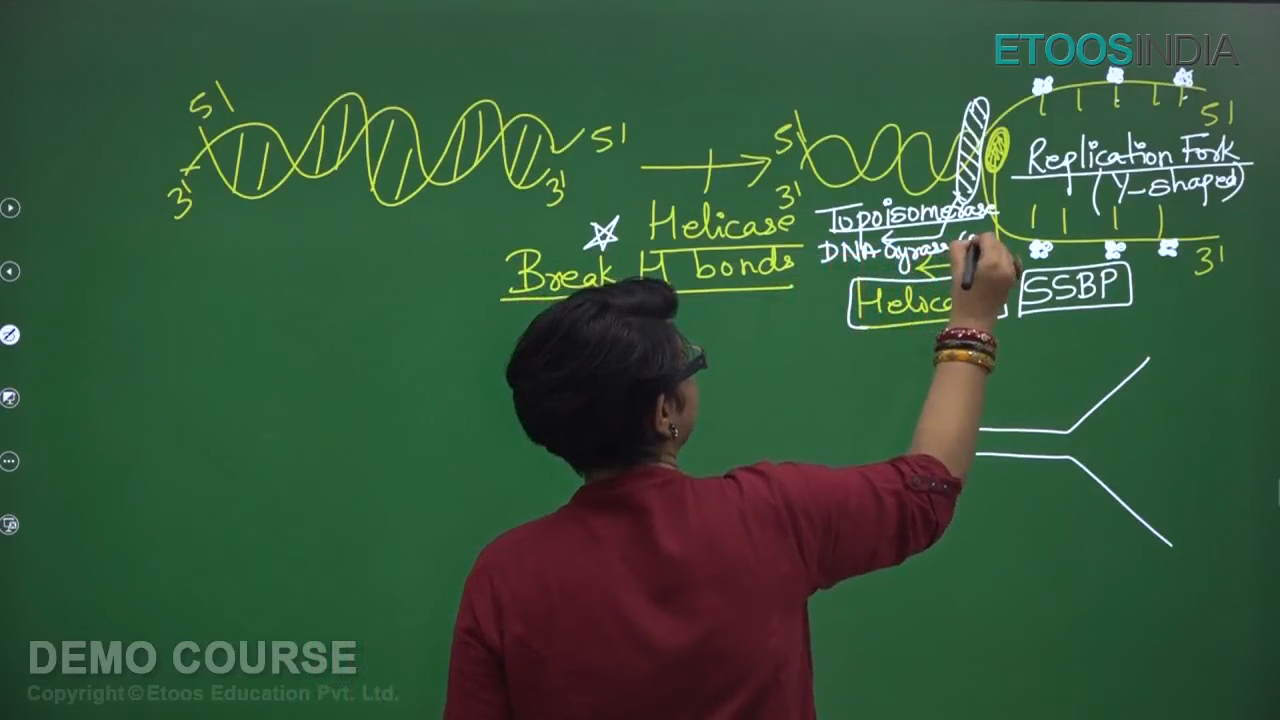 ETOOSINDIA
5'
3'
5'
3'
Helicase
Break H bonds
5'
3'
Topoisomerase
DNA Gyrase
5'
Replication Fork
(Y-shaped)
3'
SSBP
DEMO COURSE
Copyright©Etoos Education Pvt. Ltd.